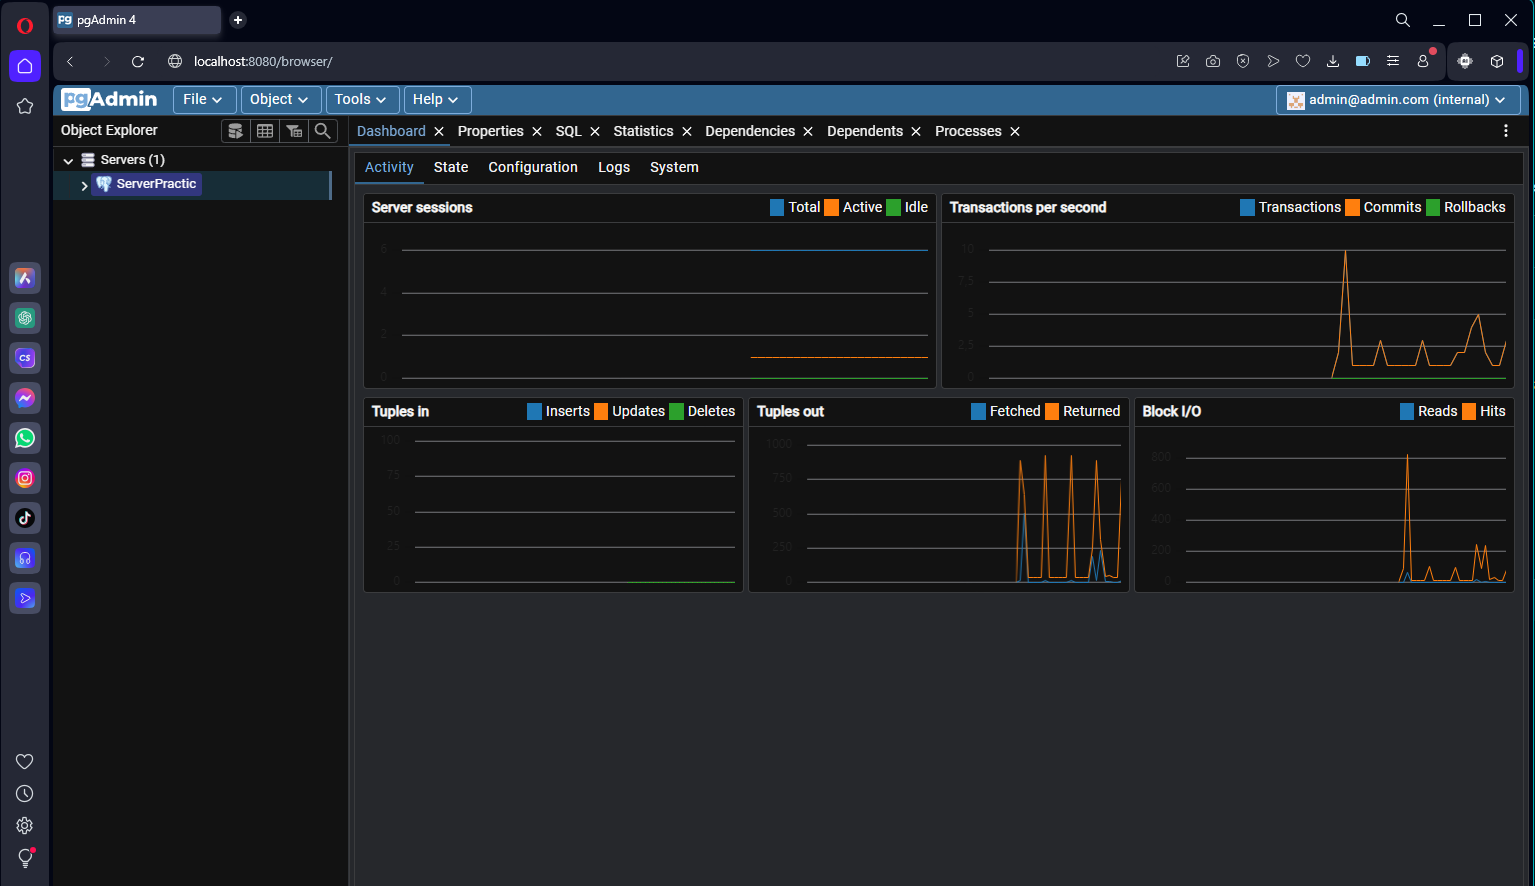 pgAdmin 4
localhost:8080/browser/
pgAdmin File Object Tools Help admin@admin.com (internal)
Object Explorer
Servers (1)
ServerPractic
Dashboard Properties SQL Statistics Dependencies Dependents Processes
Activity State Configuration Logs System
Server sessions Total Active Idle
6
4
2
0
Transactions per second Transactions Commits Rollbacks
10
7.5
5
2.5
0
Tuples in Inserts Updates Deletes
100
75
50
25
0
Tuples out Fetched Returned
1000
750
500
250
0
Block I/O Reads Hits
800
600
400
200
0
CS